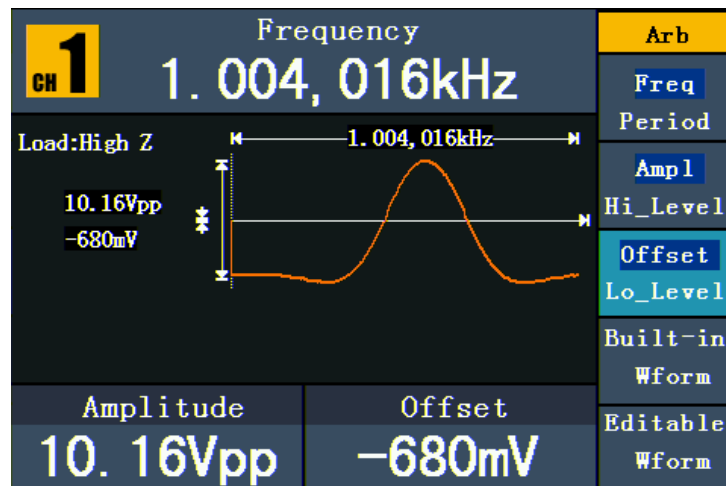 CH 1
Frequency
1.004,016kHz
Load:High Z
1.004,016kHz
10.16Vpp
-680mV
Amplitude
10.16Vpp
Offset
-680mV
Arb
Freq
Period
Ampl
Hi_Level
Offset
Lo_Level
Built-in
Wform
Editable
Wform